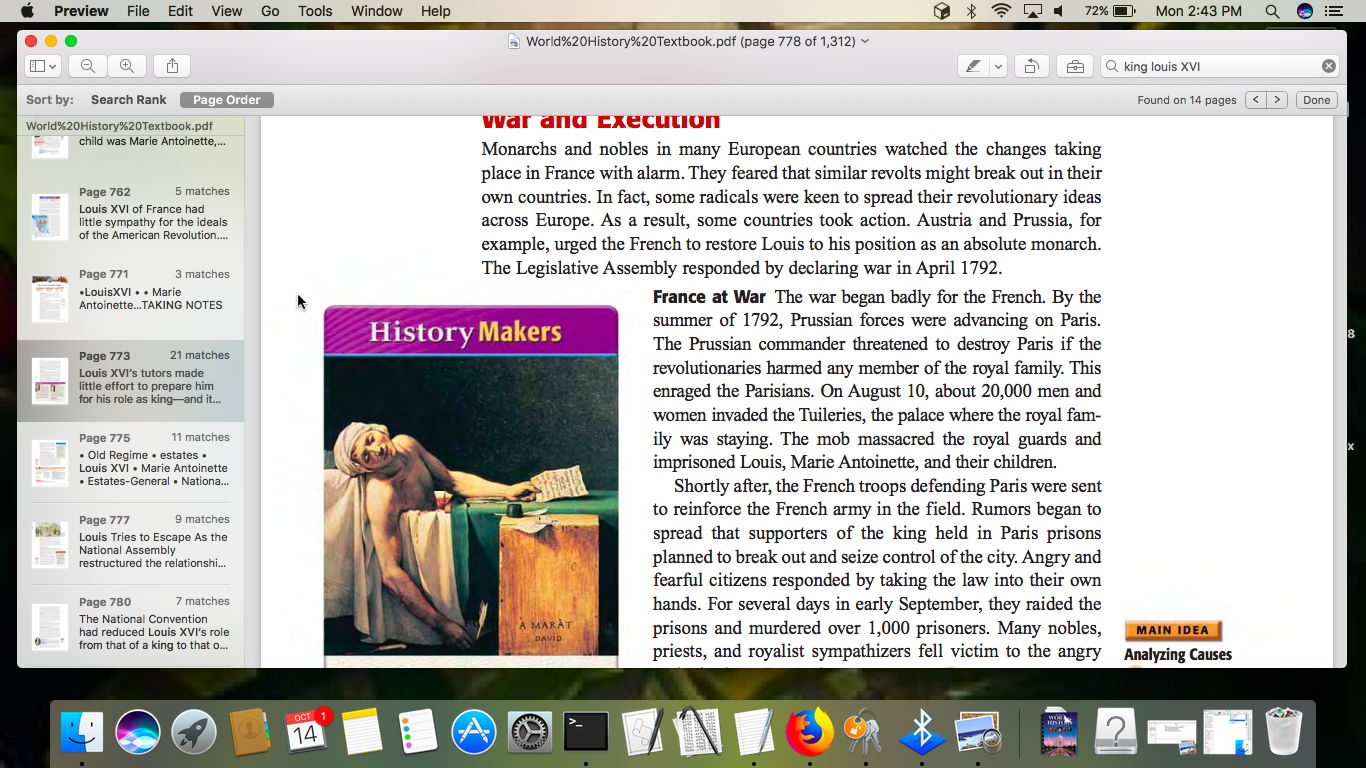 Preview File Edit View Go Tools Window Help 72% Mon 2:43 PM
World%20History%20Textbook.pdf (page 778 of 1,312)
king louis XVI
Sort by: Search Rank Page Order Found on 14 pages < > Done
World%20History%20Textbook.pdf
child was Marie Antoinette,...
Page 762 5 matches
Louis XVI of France had
little sympathy for the ideals
of the American Revolution....
Page 771 3 matches
•LouisXVI • • Marie
Antoinette...TAKING NOTES
Page 773 21 matches
Louis XVI's tutors made
little effort to prepare him
for his role as king—and it...
Page 775 11 matches
• Old Regime • estates •
Louis XVI • Marie Antoinette
• Estates-General • Nationa...
Page 777 9 matches
Louis Tries to Escape As the
National Assembly
restructured the relationshi...
Page 780 7 matches
The National Convention
had reduced Louis XVI's role
from that of a king to that o...
War and Execution
Monarchs and nobles in many European countries watched the changes taking
place in France with alarm. They feared that similar revolts might break out in their
own countries. In fact, some radicals were keen to spread their revolutionary ideas
across Europe. As a result, some countries took action. Austria and Prussia, for
example, urged the French to restore Louis to his position as an absolute monarch.
The Legislative Assembly responded by declaring war in April 1792.
History Makers
À MARAT
DAVID
France at War The war began badly for the French. By the
summer of 1792, Prussian forces were advancing on Paris.
The Prussian commander threatened to destroy Paris if the
revolutionaries harmed any member of the royal family. This
enraged the Parisians. On August 10, about 20,000 men and
women invaded the Tuileries, the palace where the royal fam-
ily was staying. The mob massacred the royal guards and
imprisoned Louis, Marie Antoinette, and their children.
Shortly after, the French troops defending Paris were sent
to reinforce the French army in the field. Rumors began to
spread that supporters of the king held in Paris prisons
planned to break out and seize control of the city. Angry and
fearful citizens responded by taking the law into their own
hands. For several days in early September, they raided the
prisons and murdered over 1,000 prisoners. Many nobles,
priests, and royalist sympathizers fell victim to the angry
MAIN IDEA
Analyzing Causes
8
x
OCT
14
1
>_
?